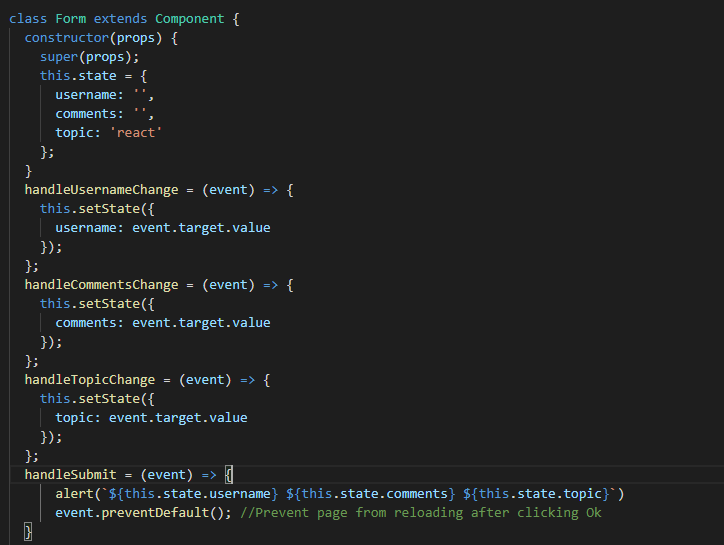 class Form extends Component {
  constructor(props) {
    super(props);
    this.state = {
      username: '',
      comments: '',
      topic: 'react'
    };
  }
  handleUsernameChange = (event) => {
    this.setState({
      username: event.target.value
    });
  };
  handleCommentsChange = (event) => {
    this.setState({
      comments: event.target.value
    });
  };
  handleTopicChange = (event) => {
    this.setState({
      topic: event.target.value
    });
  };
  handleSubmit = (event) => {
      alert(`${this.state.username} ${this.state.comments} ${this.state.topic}`)
      event.preventDefault(); //Prevent page from reloading after clicking Ok
  }